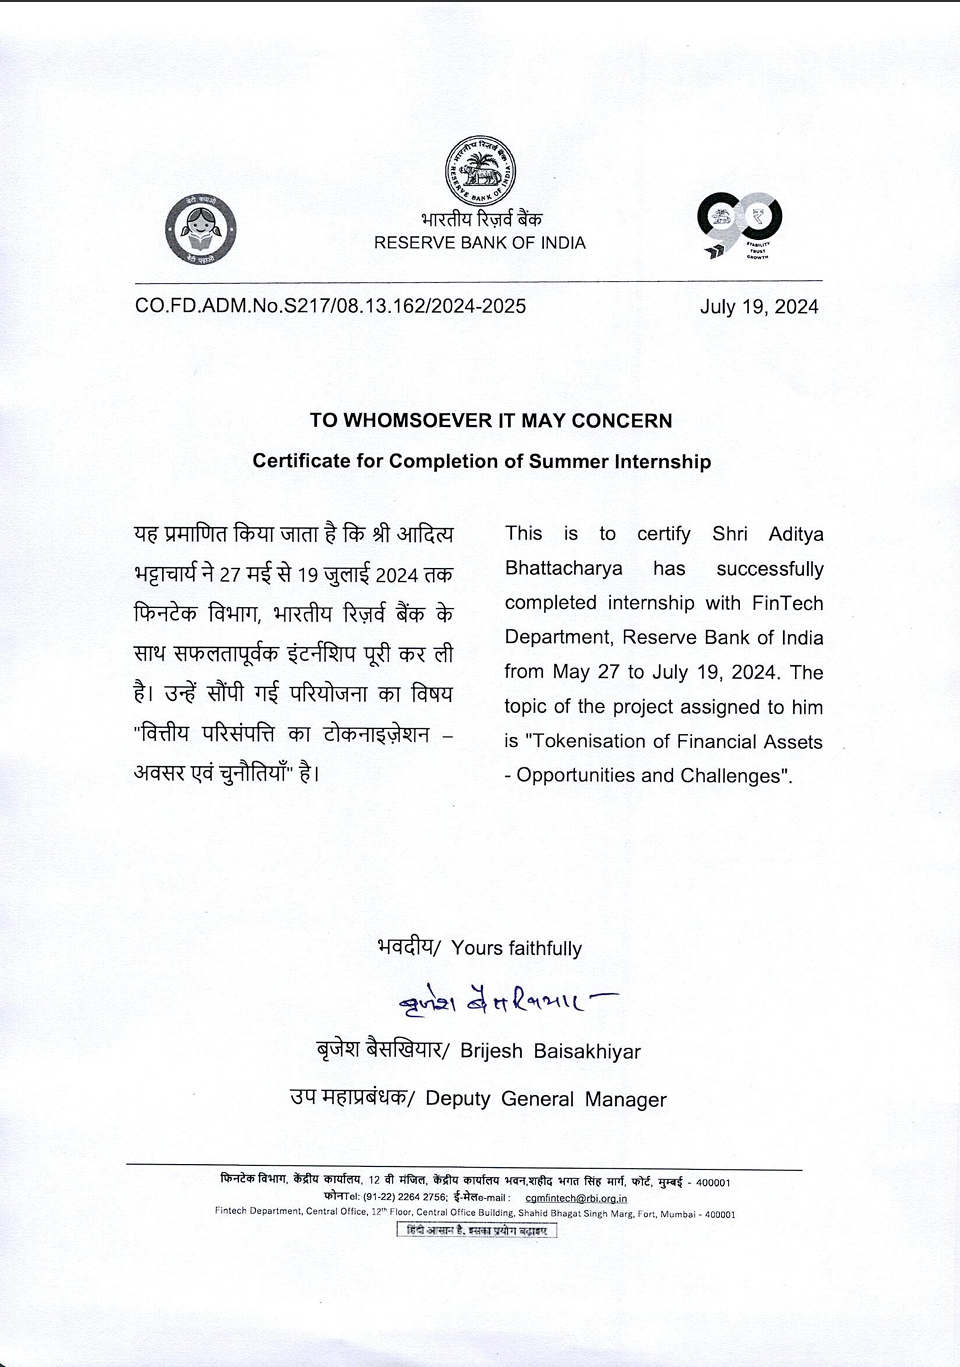 बेटी बचाओ
बेटी पढ़ाओ
भारतीय रिज़र्व बैंक
RESERVE BANK OF INDIA
भारतीय रिज़र्व बैंक
RESERVE BANK OF INDIA
90
STABILITY
TRUST
GROWTH
CO.FD.ADM.No.S217/08.13.162/2024-2025 July 19, 2024
TO WHOMSOEVER IT MAY CONCERN
Certificate for Completion of Summer Internship
यह प्रमाणित किया जाता है कि श्री आदित्य
भट्टाचार्य ने 27 मई से 19 जुलाई 2024 तक
फिनटेक विभाग, भारतीय रिज़र्व बैंक के
साथ सफलतापूर्वक इंटर्नशिप पूरी कर ली
है। उन्हें सौंपी गई परियोजना का विषय
"वित्तीय परिसंपत्ति का टोकनाइज़ेशन –
अवसर एवं चुनौतियाँ" है।
This is to certify Shri Aditya
Bhattacharya has successfully
completed internship with FinTech
Department, Reserve Bank of India
from May 27 to July 19, 2024. The
topic of the project assigned to him
is "Tokenisation of Financial Assets
- Opportunities and Challenges".
भवदीय/ Yours faithfully
बृजेश बैसखियार
बृजेश बैसखियार/ Brijesh Baisakhiyar
उप महाप्रबंधक/ Deputy General Manager
फिनटेक विभाग, केंद्रीय कार्यालय, 12 वी मंजिल, केंद्रीय कार्यालय भवन,शहीद भगत सिंह मार्ग, फोर्ट, मुम्बई - 400001
फोनTel: (91-22) 2264 2756; ई-मेलe-mail : cgmfintech@rbi.org.in
Fintech Department, Central Office, 12th Floor, Central Office Building, Shahid Bhagat Singh Marg, Fort, Mumbai - 400001
हिंदी आसान है, इसका प्रयोग बढ़ाइए